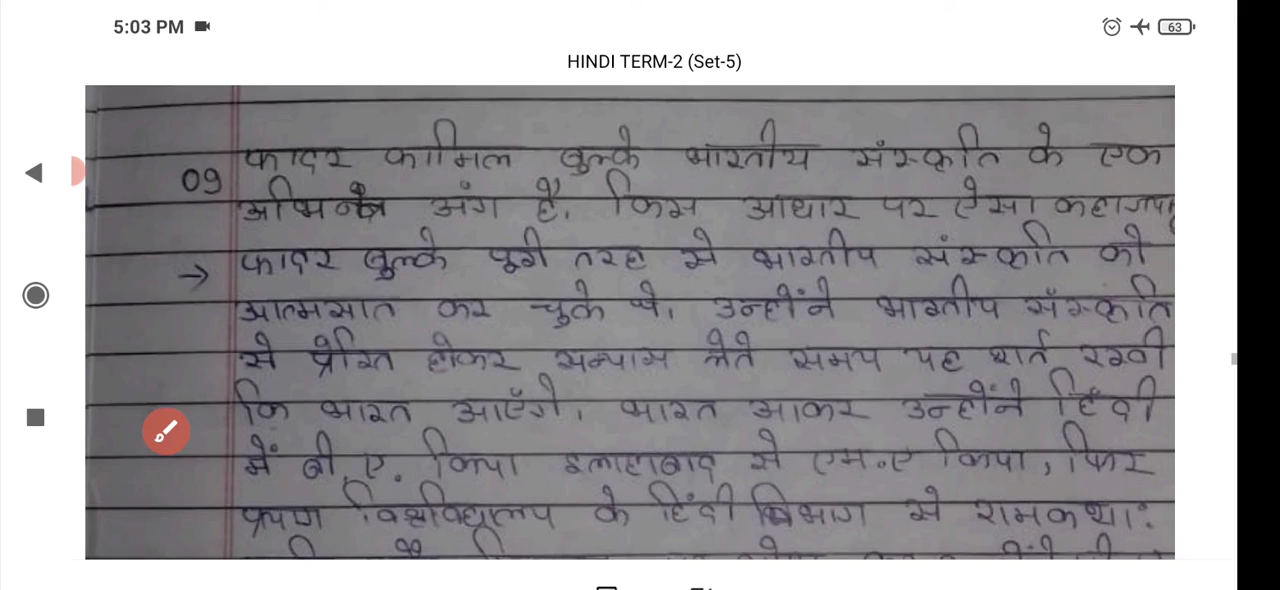 5:03 PM
63
HINDI TERM-2 (Set-5)
फादर कामिल बुल्के भारतीय संस्कृति के एक
09
अभिन्न अंग हैं, किस आधार पर ऐसा कहा गया
→ फादर बुल्के पूरी तरह से भारतीय संस्कृति को
आत्मसात कर चुके थे। उन्होंने भारतीय संस्कृति
से प्रेरित होकर सन्यास लेते समय यह शर्त रखी
कि भारत आएँगे। भारत आकर उन्होंने हिंदी
में बी.ए. किया इलाहाबाद से एम.ए किया, फिर
प्रयाग विश्वविद्यालय के हिंदी विभाग से रामकथा: